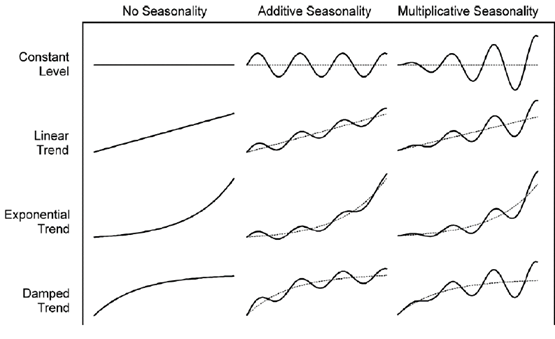 No Seasonality
Additive Seasonality
Multiplicative Seasonality
Constant
Level
Linear
Trend
Exponential
Trend
Damped
Trend